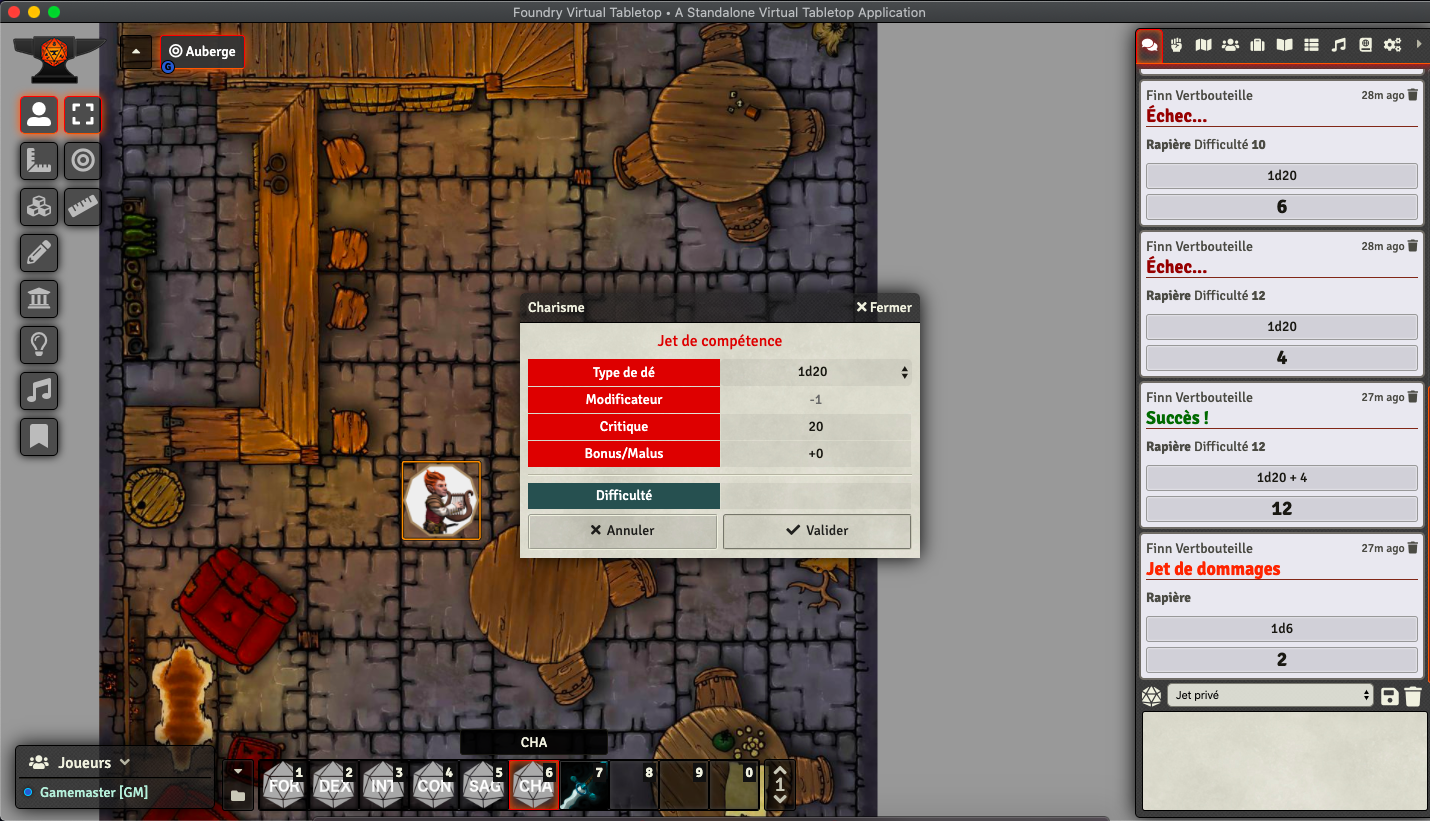 Foundry Virtual Tabletop • A Standalone Virtual Tabletop Application
Auberge
G
Finn Vertbouteille 28m ago
Échec...
Rapière Difficulté 10
1d20
6
Finn Vertbouteille 28m ago
Échec...
Rapière Difficulté 12
1d20
4
Finn Vertbouteille 27m ago
Succès !
Rapière Difficulté 12
1d20 + 4
12
Finn Vertbouteille 27m ago
Jet de dommages
Rapière
1d6
2
Jet privé
Charisme Fermer
Jet de compétence
Type de dé 1d20
Modificateur -1
Critique 20
Bonus/Malus +0
Difficulté
Annuler Valider
Joueurs
Gamemaster [GM]
CHA
1 2 3 4 5 6 7 8 9 0
FOR DEX INT CON SAG CHA
1